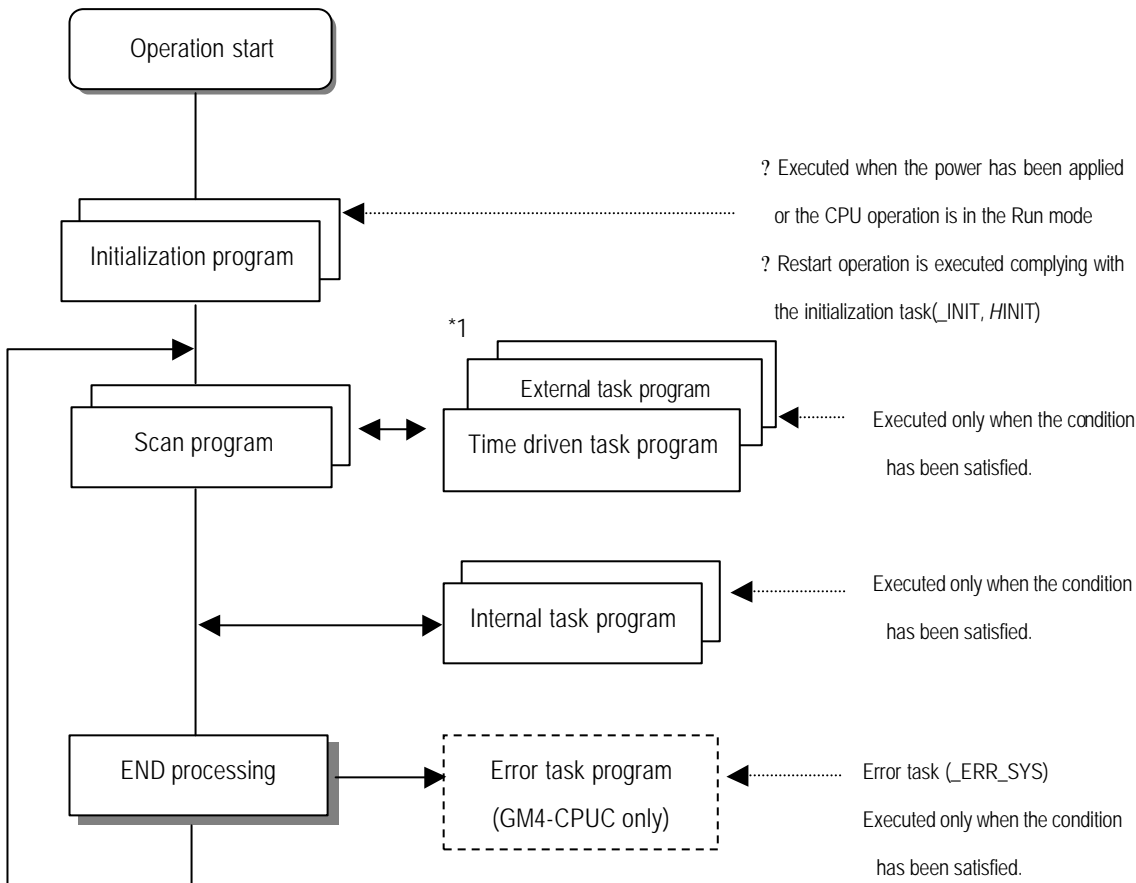 Operation start
? Executed when the power has been applied
or the CPU operation is in the Run mode
Initialization program
? Restart operation is executed complying with
the initialization task(_INIT, HINIT)
*1
External task program
Scan program
Time driven task program
Executed only when the condition
has been satisfied.
Internal task program
Executed only when the condition
has been satisfied.
END processing
Error task program
(GM4-CPUC only)
Error task (_ERR_SYS)
Executed only when the condition
has been satisfied.